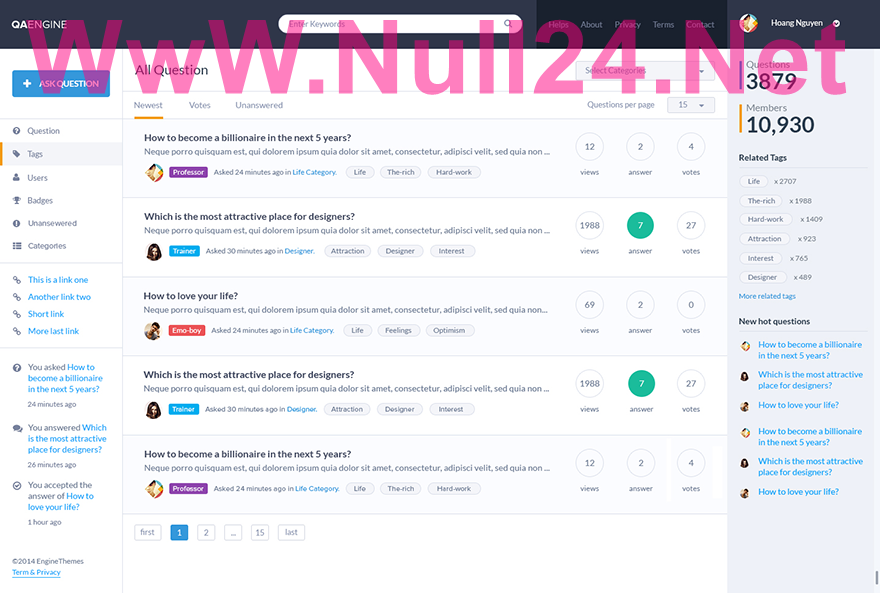 QAENGINE
Enter Keywords
Helps About Privacy Terms Contact
Hoang Nguyen
WwW.Null24.Net
+ ASK QUESTION
Question
Tags
Users
Badges
Unansewered
Categories
This is a link one
Another link two
Short link
More last link
You asked How to
become a billionaire
in the next 5 years?
24 minutes ago
You answered Which
is the most attractive
place for designers?
26 minutes ago
You accepted the
answer of How to
love your life?
1 hour ago
©2014 EngineThemes
Term & Privacy
All Question
Select Categories
Newest Votes Unanswered
Questions per page 15
How to become a billionaire in the next 5 years?
Neque porro quisquam est, qui dolorem ipsum quia dolor sit amet, consectetur, adipisci velit, sed quia non ...
Professor Asked 24 minutes ago in Life Category. Life The-rich Hard-work
12 2 4
views answer votes
Which is the most attractive place for designers?
Neque porro quisquam est, qui dolorem ipsum quia dolor sit amet, consectetur, adipisci velit, sed quia non ...
Trainer Asked 30 minutes ago in Designer. Attraction Designer Interest
1988 7 27
views answer votes
How to love your life?
Neque porro quisquam est, qui dolorem ipsum quia dolor sit amet, consectetur, adipisci velit, sed quia non...
Emo-boy Asked 24 minutes ago in Life Category. Life Feelings Optimism
69 2 0
views answer votes
Which is the most attractive place for designers?
Neque porro quisquam est, qui dolorem ipsum quia dolor sit amet, consectetur, adipisci velit, sed quia non ...
Trainer Asked 30 minutes ago in Designer. Attraction Designer Interest
1988 7 27
views answer votes
How to become a billionaire in the next 5 years?
Neque porro quisquam est, qui dolorem ipsum quia dolor sit amet, consectetur, adipisci velit, sed quia non ...
Professor Asked 24 minutes ago in Life Category. Life The-rich Hard-work
12 2 4
views answer votes
first 1 2 ... 15 last
Questions
3879
Members
10,930
Related Tags
Life x 2707
The-rich x 1988
Hard-work x 1409
Attraction x 923
Interest x 765
Designer x 489
More related tags
New hot questions
How to become a billionaire
in the next 5 years?
Which is the most attractive
place for designers?
How to love your life?
How to become a billionaire
in the next 5 years?
Which is the most attractive
place for designers?
How to love your life?